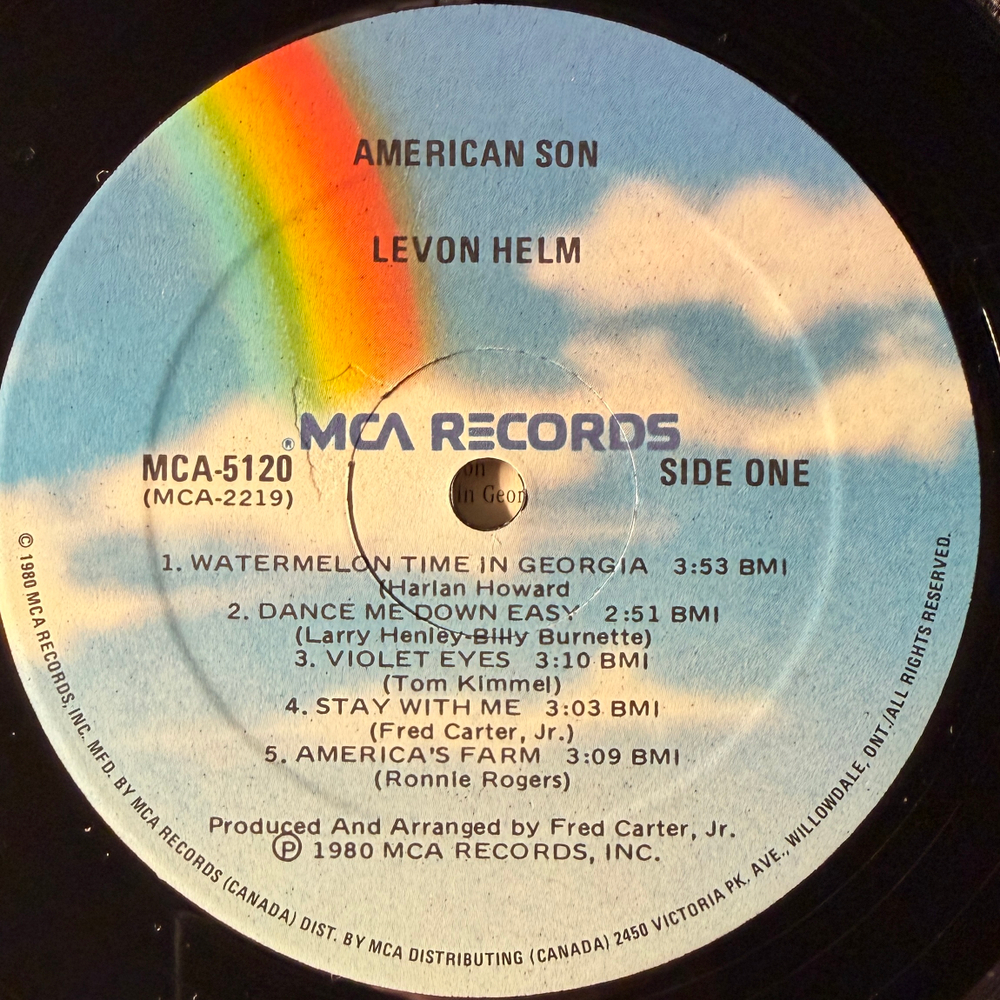 AMERICAN SON
LEVON HELM
®MCA RECORDS
MCA-5120
(MCA-2219)
SIDE ONE
on
in Geor
1. WATERMELON TIME IN GEORGIA 3:53 BMI
(Harlan Howard
2. DANCE ME DOWN EASY 2:51 BMI
(Larry Henley-Billy Burnette)
3. VIOLET EYES 3:10 BMI
(Tom Kimmel)
4. STAY WITH ME 3:03 BMI
(Fred Carter, Jr.)
5. AMERICA'S FARM 3:09 BMI
(Ronnie Rogers)
Produced And Arranged by Fred Carter, Jr.
Ⓟ 1980 MCA RECORDS, INC.
© 1980 MCA RECORDS, INC. MFD. BY MCA RECORDS (CANADA) DIST. BY MCA DISTRIBUTING (CANADA) 2450 VICTORIA PK. AVE., WILLOWDALE, ONT./ALL RIGHTS RESERVED.